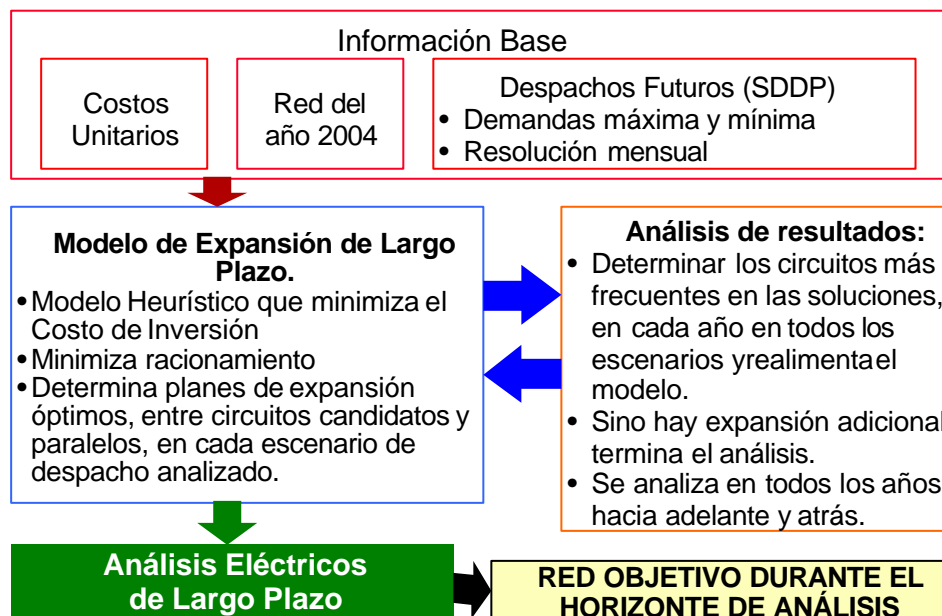 Información Base
Costos
Unitarios
Red del
año 2004
Despachos Futuros (SDDP)
• Demandas máxima y mínima
• Resolución mensual
Modelo de Expansión de Largo
Plazo.
• Modelo Heurístico que minimiza el
Costo de Inversión
• Minimiza racionamiento
• Determina planes de expansión
óptimos, entre circuitos candidatos y
paralelos, en cada escenario de
despacho analizado.
Análisis de resultados:
• Determinar los circuitos más
frecuentes en las soluciones,
en cada año en todos los
escenarios yrealimentael
modelo.
• Sino hay expansión adicional
termina el análisis.
• Se analiza en todos los años
hacia adelante y atrás.
Análisis Eléctricos
de Largo Plazo
RED OBJETIVO DURANTE EL
HORIZONTE DE ANÁLISIS